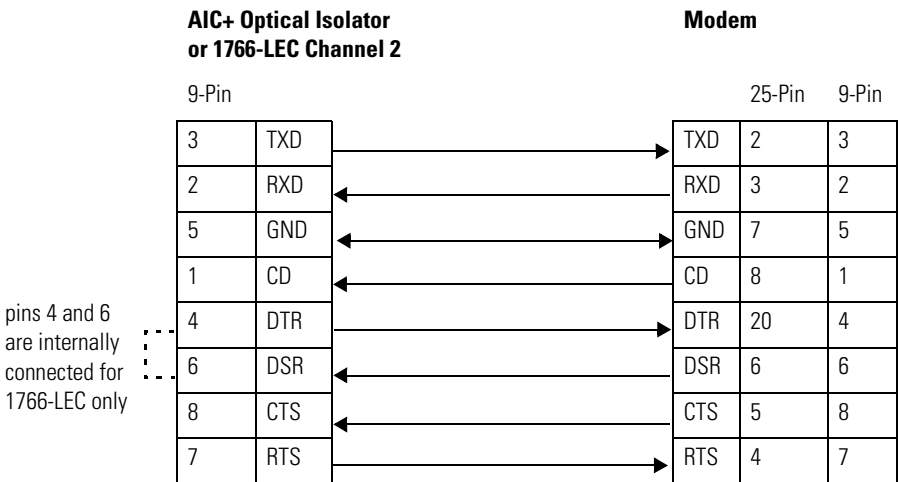 AIC+ Optical Isolator
or 1766-LEC Channel 2
Modem
9-Pin
25-Pin 9-Pin
3 TXD TXD 2 3
2 RXD RXD 3 2
5 GND GND 7 5
1 CD CD 8 1
4 DTR DTR 20 4
6 DSR DSR 6 6
8 CTS CTS 5 8
7 RTS RTS 4 7
pins 4 and 6
are internally
connected for
1766-LEC only